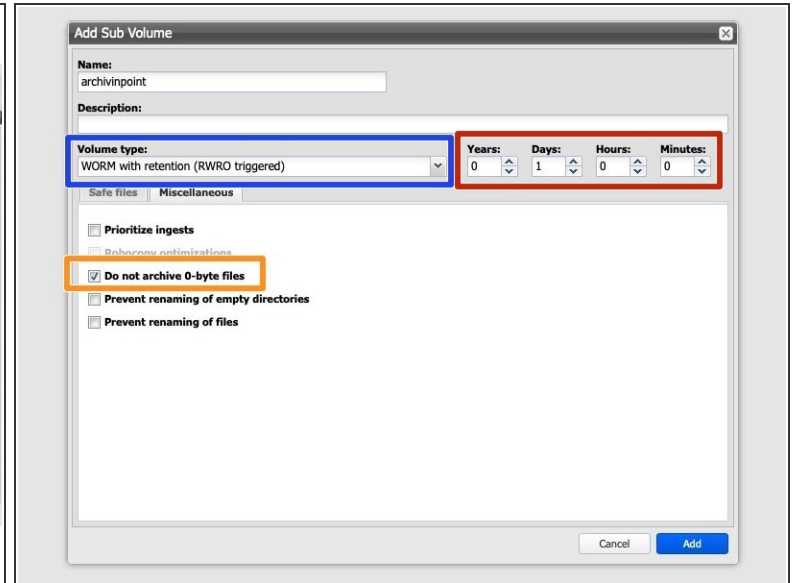 Add Sub Volume
Name:
archivinpoint
Description:
Volume type:
WORM with retention (RWRO triggered)
Years: Days: Hours: Minutes:
0 1 0 0
Safe files Miscellaneous
Prioritize ingests
Robocopy optimizations
Do not archive 0-byte files
Prevent renaming of empty directories
Prevent renaming of files
Cancel Add